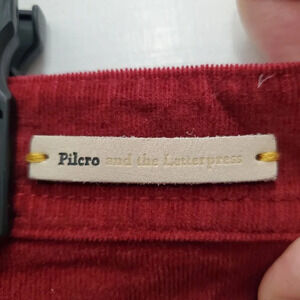 Pilcro and the Letterpress